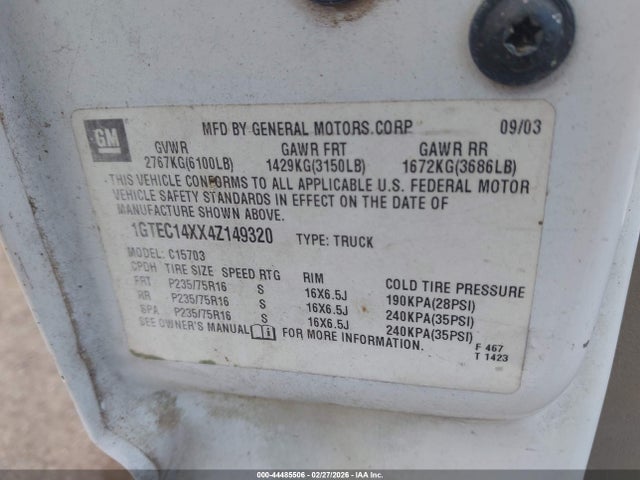 GM
MFD BY GENERAL MOTORS CORP 09/03
GVWR GAWR FRT GAWR RR
2767KG(6100LB) 1429KG(3150LB) 1672KG(3686LB)
THIS VEHICLE CONFORMS TO ALL APPLICABLE U.S. FEDERAL MOTOR
VEHICLE SAFETY STANDARDS IN EFFECT ON THE DATE OF
MANUFACTURE SHOWN ABOVE.
1GTEC14XX4Z149320 TYPE: TRUCK
MODEL: C15703
CPDH TIRE SIZE SPEED RTG RIM COLD TIRE PRESSURE
FRT P235/75R16 S 16X6.5J 190KPA(28PSI)
RR P235/75R16 S 16X6.5J 240KPA(35PSI)
SPA P235/75R16 S 16X6.5J 240KPA(35PSI)
SEE OWNER'S MANUAL FOR MORE INFORMATION.
F 467
T 1423
000-44485506 - 02/27/2026 - IAAI.COM